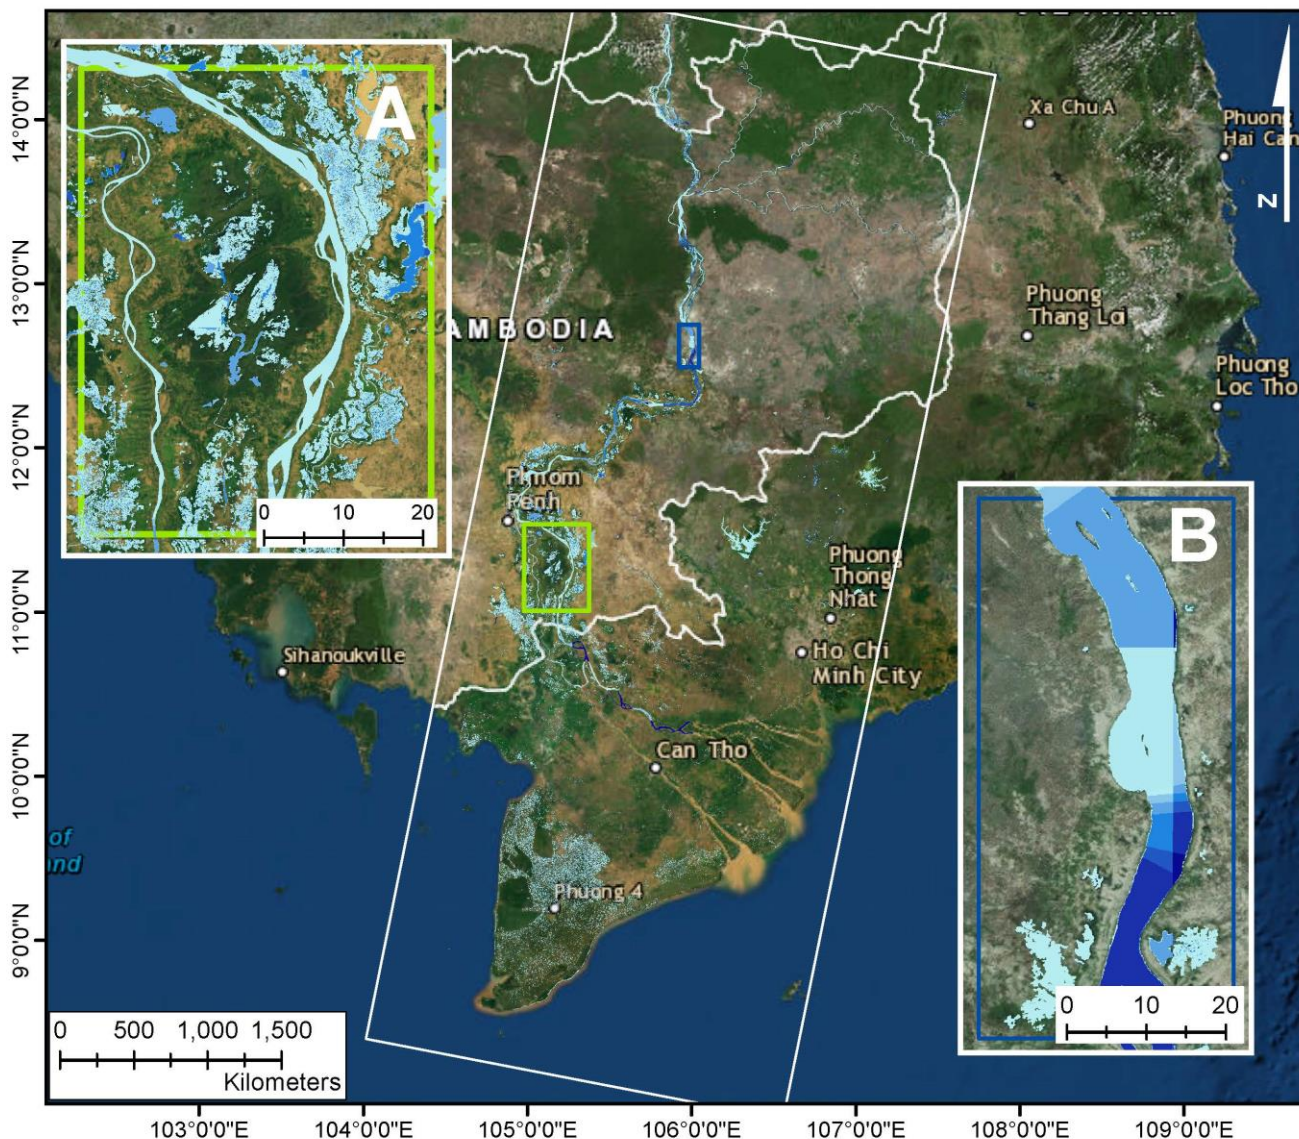 A
14°0'0"N
13°0'0"N
12°0'0"N
11°0'0"N
10°0'0"N
9°0'0"N
0 10 20
AMBODIA
Xa Chu A
Phuong
Hai Can
N
Phuong
Thang Loi
Phuong
Loc Tho
Phnom
Penh
Phuong
Thong
Nhat
Sihanoukville
Ho Chi
Minh City
Can Tho
Phuong 4
of
and
B
0 10 20
0 500 1,000 1,500
Kilometers
103°0'0"E 104°0'0"E 105°0'0"E 106°0'0"E 107°0'0"E 108°0'0"E 109°0'0"E